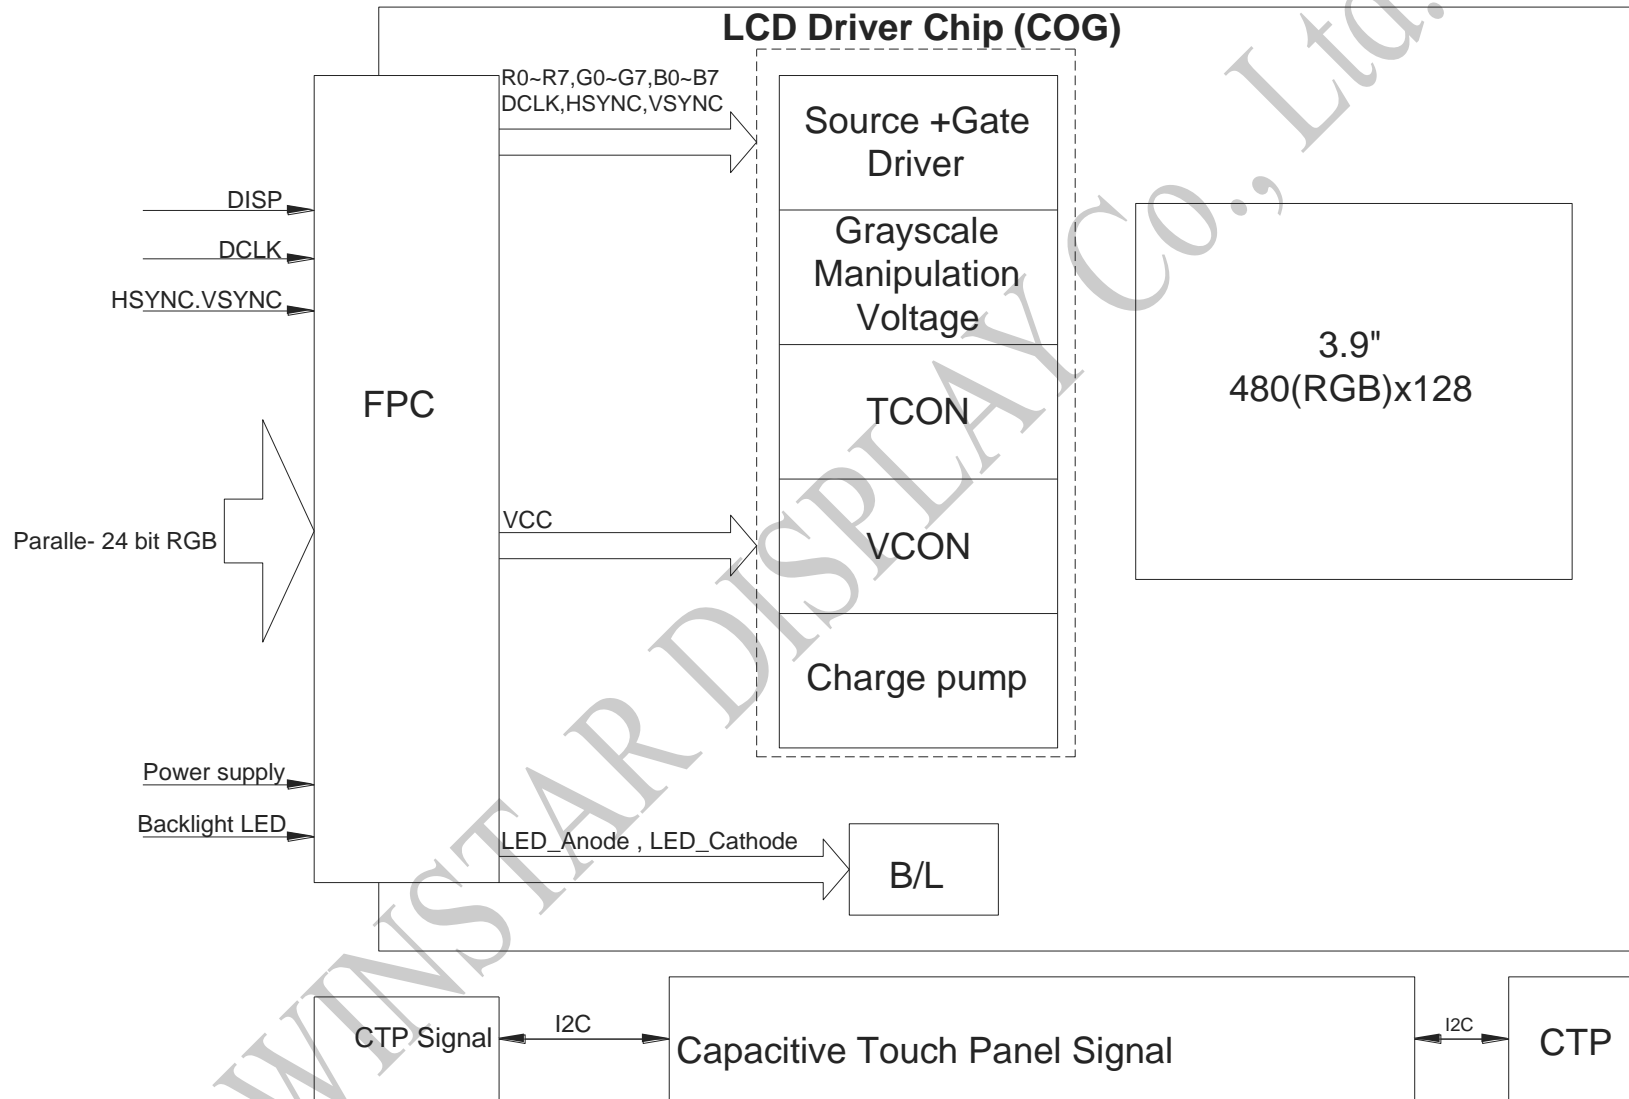 LCD Driver Chip (COG)
R0~R7,G0~G7,B0~B7
DCLK,HSYNC,VSYNC
Source +Gate
Driver
DISP
Grayscale
Manipulation
Voltage
DCLK
HSYNC.VSYNC
3.9"
480(RGB)x128
FPC
TCON
VCC
Paralle- 24 bit RGB
VCON
Charge pump
Power supply
Backlight LED
LED_Anode , LED_Cathode
B/L
CTP Signal
I2C
Capacitive Touch Panel Signal
I2C
CTP
WINSTAR DISPLAY Co., Ltd.